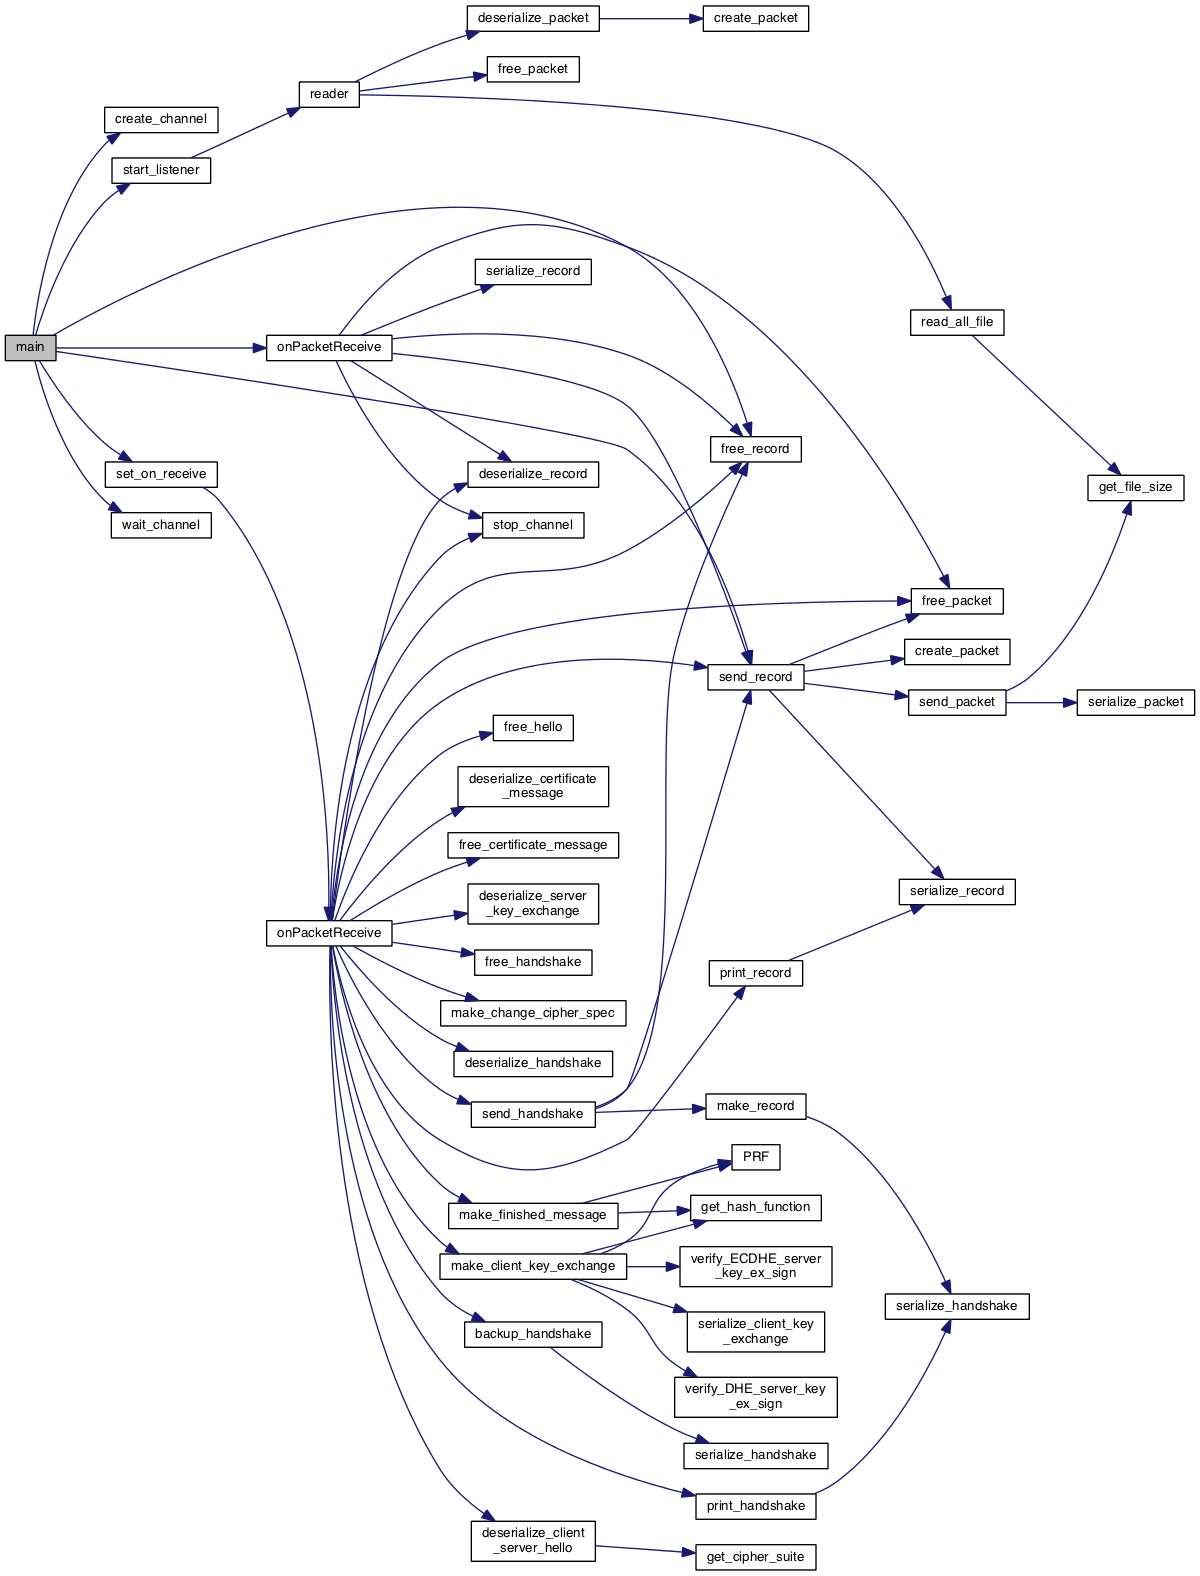 deserialize_packet
create_packet
free_packet
reader
create_channel
start_listener
serialize_record
read_all_file
main
onPacketReceive
free_record
set_on_receive
deserialize_record
get_file_size
wait_channel
stop_channel
free_packet
create_packet
send_record
send_packet
serialize_packet
free_hello
deserialize_certificate
_message
free_certificate_message
serialize_record
deserialize_server
_key_exchange
onPacketReceive
free_handshake
print_record
make_change_cipher_spec
deserialize_handshake
send_handshake
make_record
PRF
make_finished_message
get_hash_function
make_client_key_exchange
verify_ECDHE_server
_key_ex_sign
serialize_handshake
backup_handshake
serialize_client_key
_exchange
verify_DHE_server_key
_ex_sign
serialize_handshake
print_handshake
deserialize_client
_server_hello
get_cipher_suite